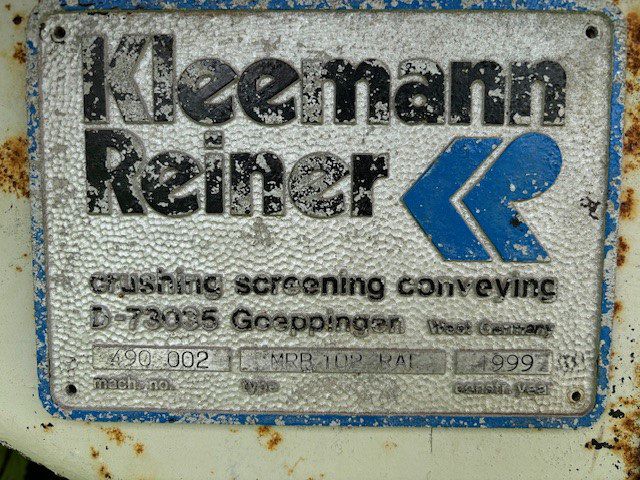 Kleemann
Reiner
crushing screening conveying
D-73035 Goeppingen West Germany
490 002 1999
mach.no. type constr. year